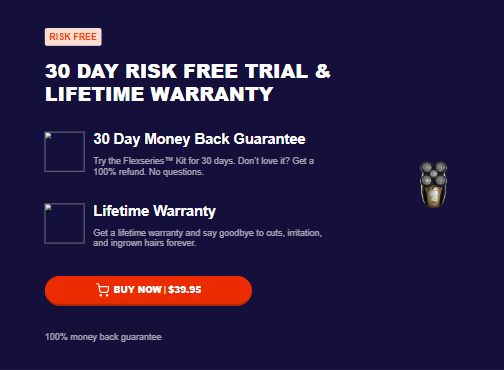 RISK FREE
30 DAY RISK FREE TRIAL &
LIFETIME WARRANTY
30 Day Money Back Guarantee
Try the Flexseries™ Kit for 30 days. Don't love it? Get a
100% refund. No questions.
Lifetime Warranty
Get a lifetime warranty and say goodbye to cuts, irritation,
and ingrown hairs forever.
BUY NOW | $39.95
100% money back guarantee